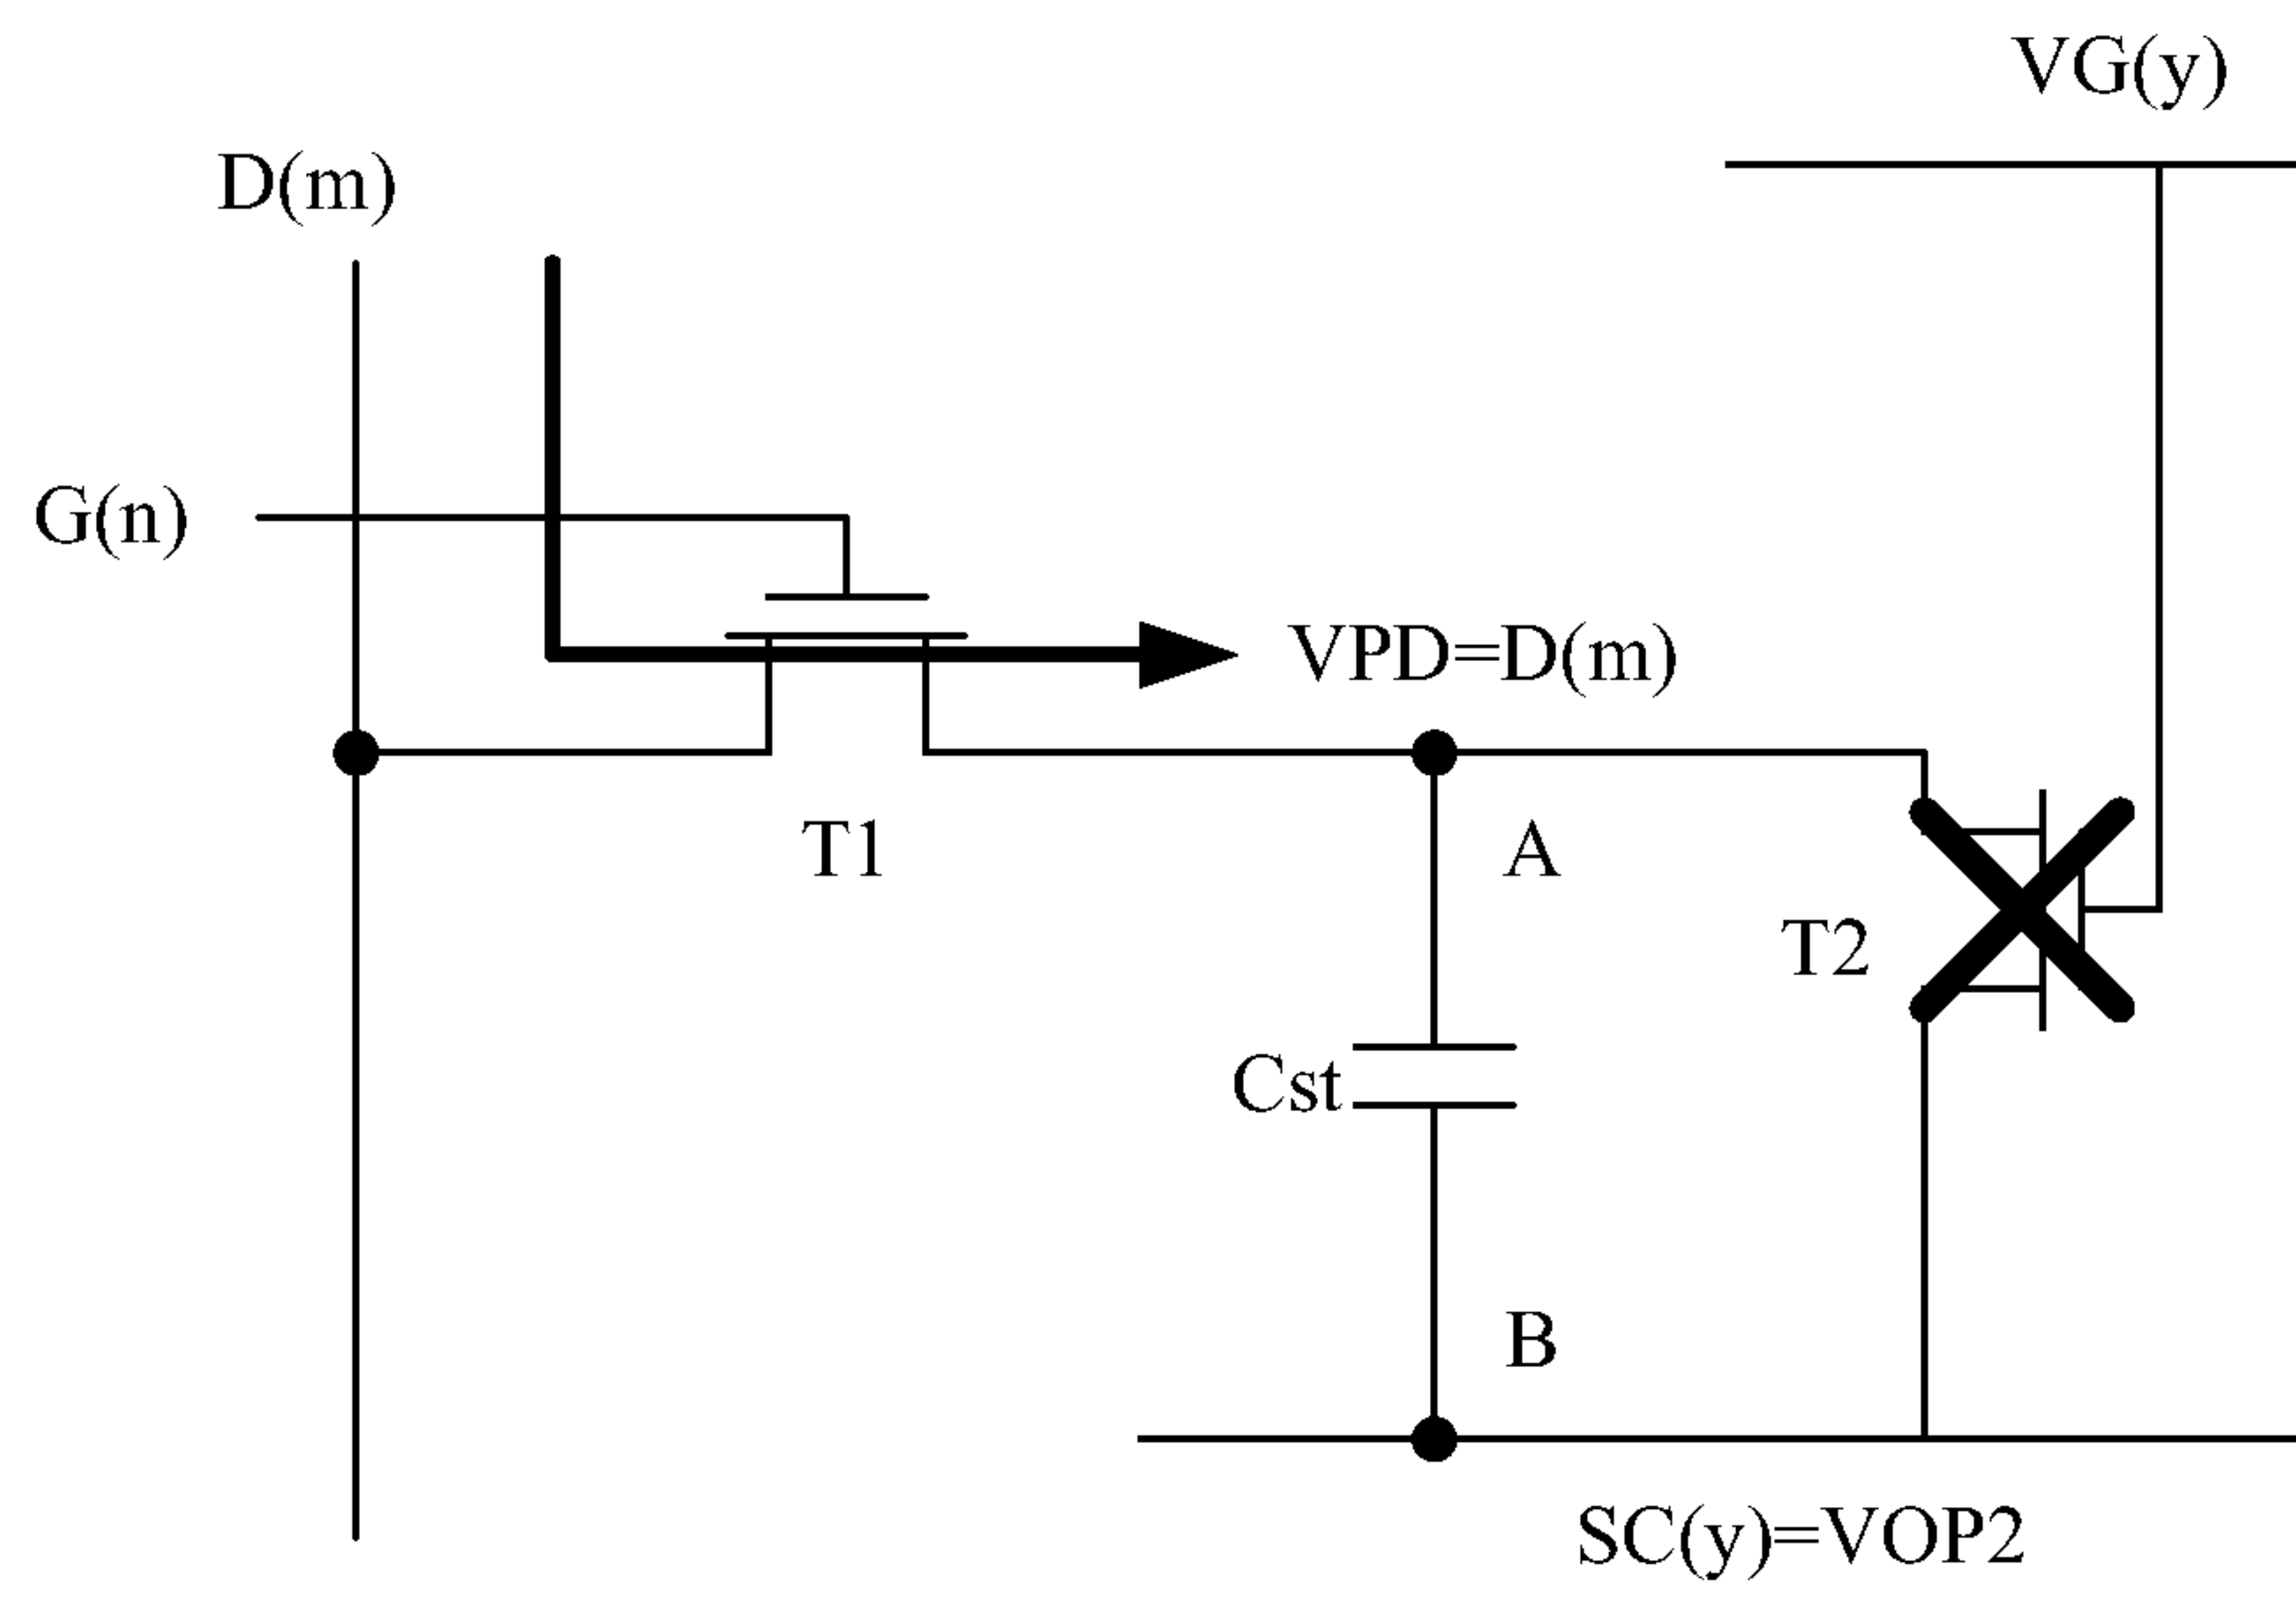 VG(y)
D(m)
G(n)
VPD=D(m)
T1
A
T2
Cst
B
SC(y)=VOP2